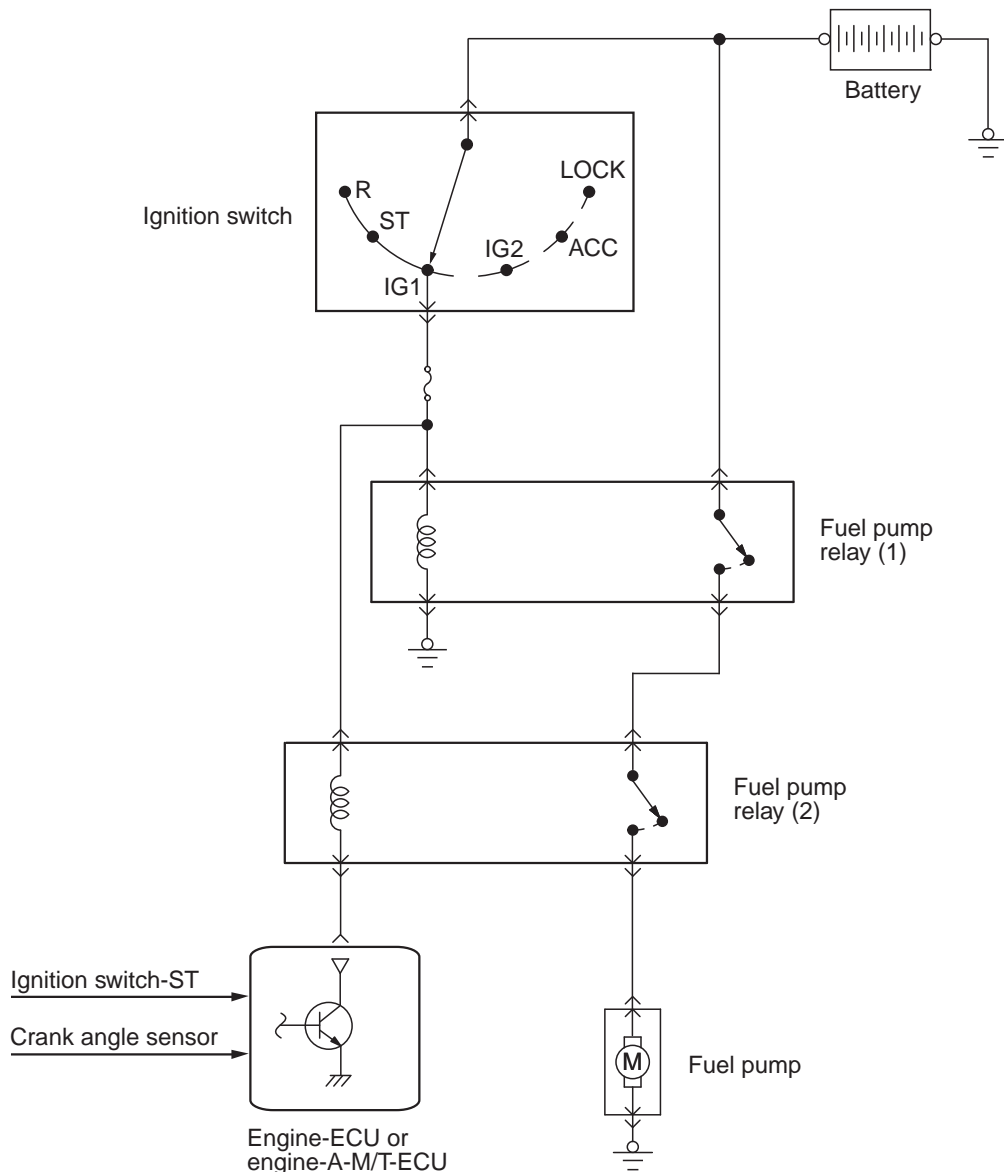 Battery
Ignition switch
R
ST
IG1
IG2
ACC
LOCK
Fuel pump
relay (1)
Fuel pump
relay (2)
Ignition switch-ST
Crank angle sensor
Engine-ECU or
engine-A-M/T-ECU
M
Fuel pump